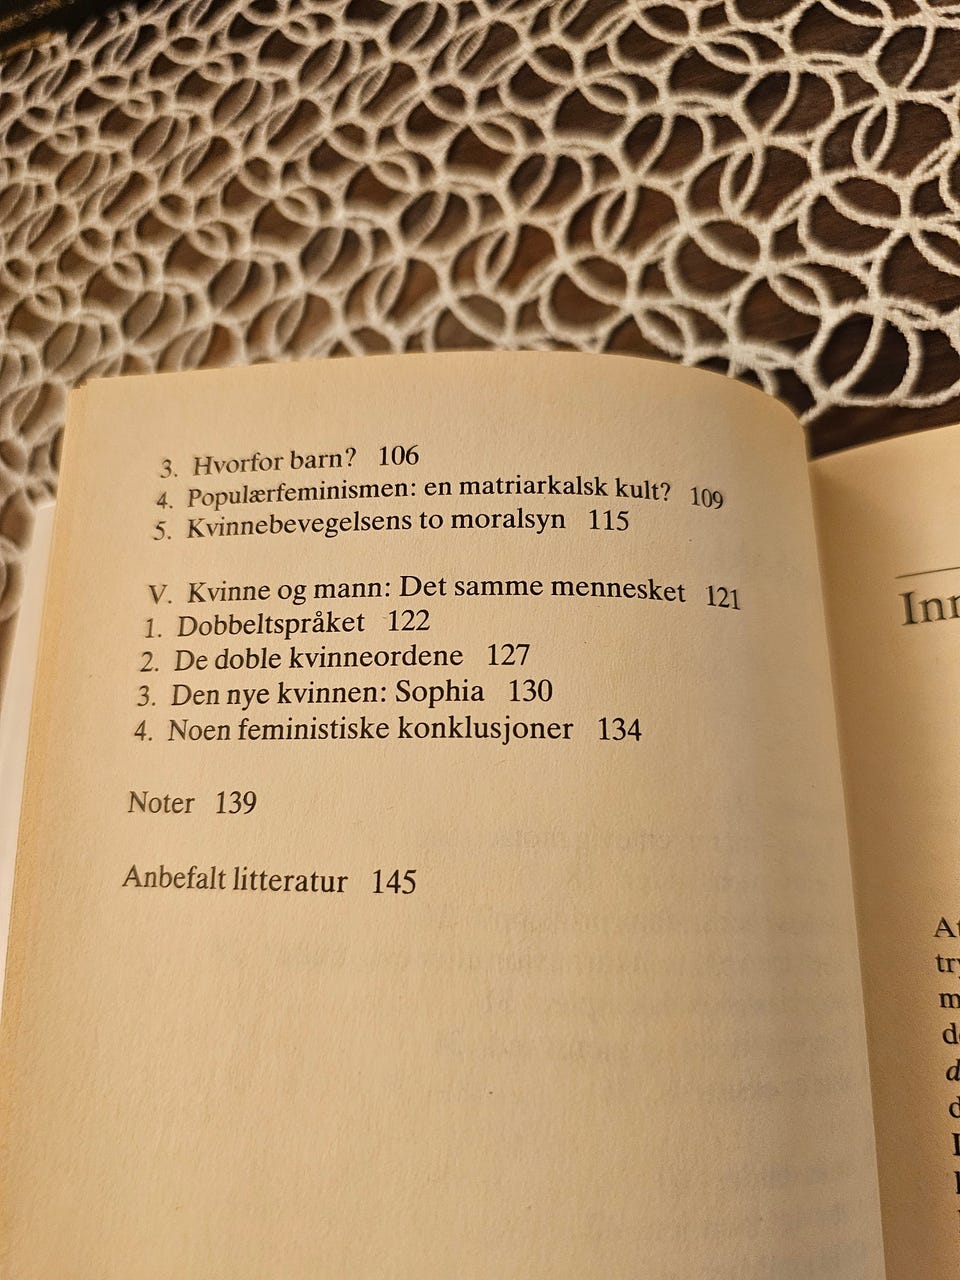 3. Hvorfor barn? 106
4. Populærfeminismen: en matriarkalsk kult? 109
5. Kvinnebevegelsens to moralsyn 115
V. Kvinne og mann: Det samme mennesket 121
1. Dobbeltspråket 122
2. De doble kvinneordene 127
3. Den nye kvinnen: Sophia 130
4. Noen feministiske konklusjoner 134
Noter 139
Anbefalt litteratur 145